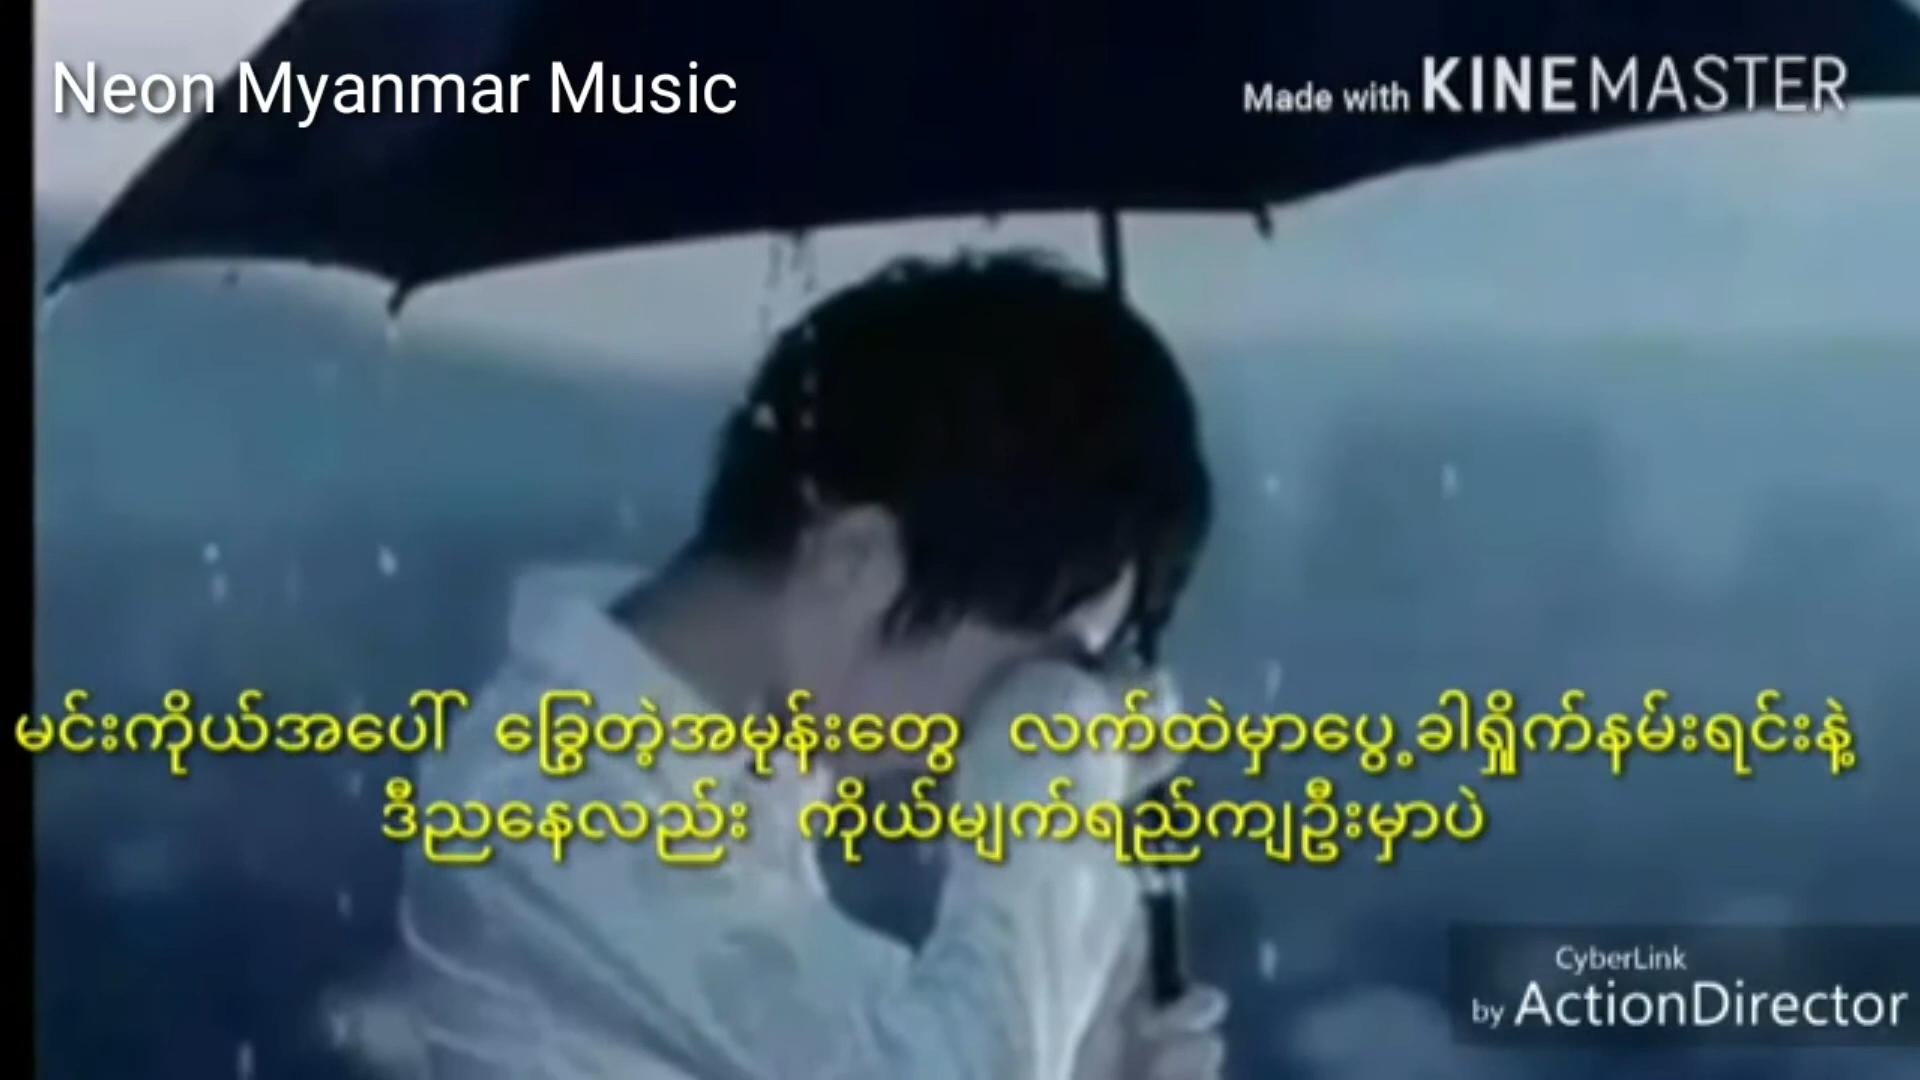 Neon Myanmar Music
Made with KINEMASTER
မင်းကိုယ်အပေါ် ခြွေတဲ့အမုန်းတွေ လက်ထဲမှာပွေ့ခါရှိုက်နမ်းရင်းနဲ့
ဒီညနေလည်း ကိုယ်မျက်ရည်ကျဦးမှာပဲ
CyberLink
by ActionDirector